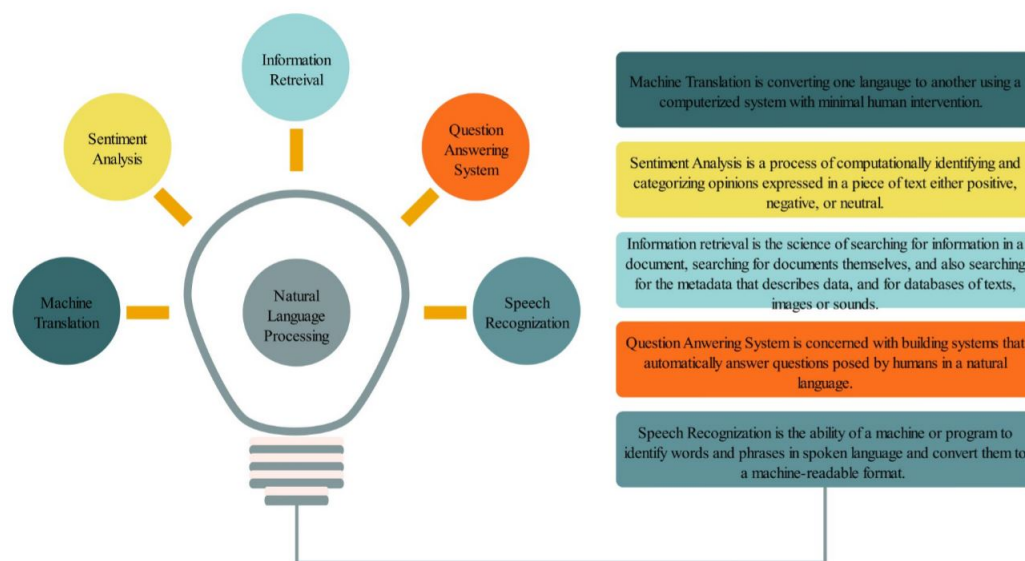 Information
Retreival
Sentiment
Analysis
Question
Answering
System
Machine
Translation
Natural
Language
Processing
Speech
Recognization
Machine Translation is converting one langauge to another using a
computerized system with minimal human intervention.
Sentiment Analysis is a process of computationally identifying and
categorizing opinions expressed in a piece of text either positive,
negative, or neutral.
Information retrieval is the science of searching for information in a
document, searching for documents themselves, and also searching
for the metadata that describes data, and for databases of texts,
images or sounds.
Question Anwering System is concerned with building systems that
automatically answer questions posed by humans in a natural
language.
Speech Recognization is the ability of a machine or program to
identify words and phrases in spoken language and convert them to
a machine-readable format.